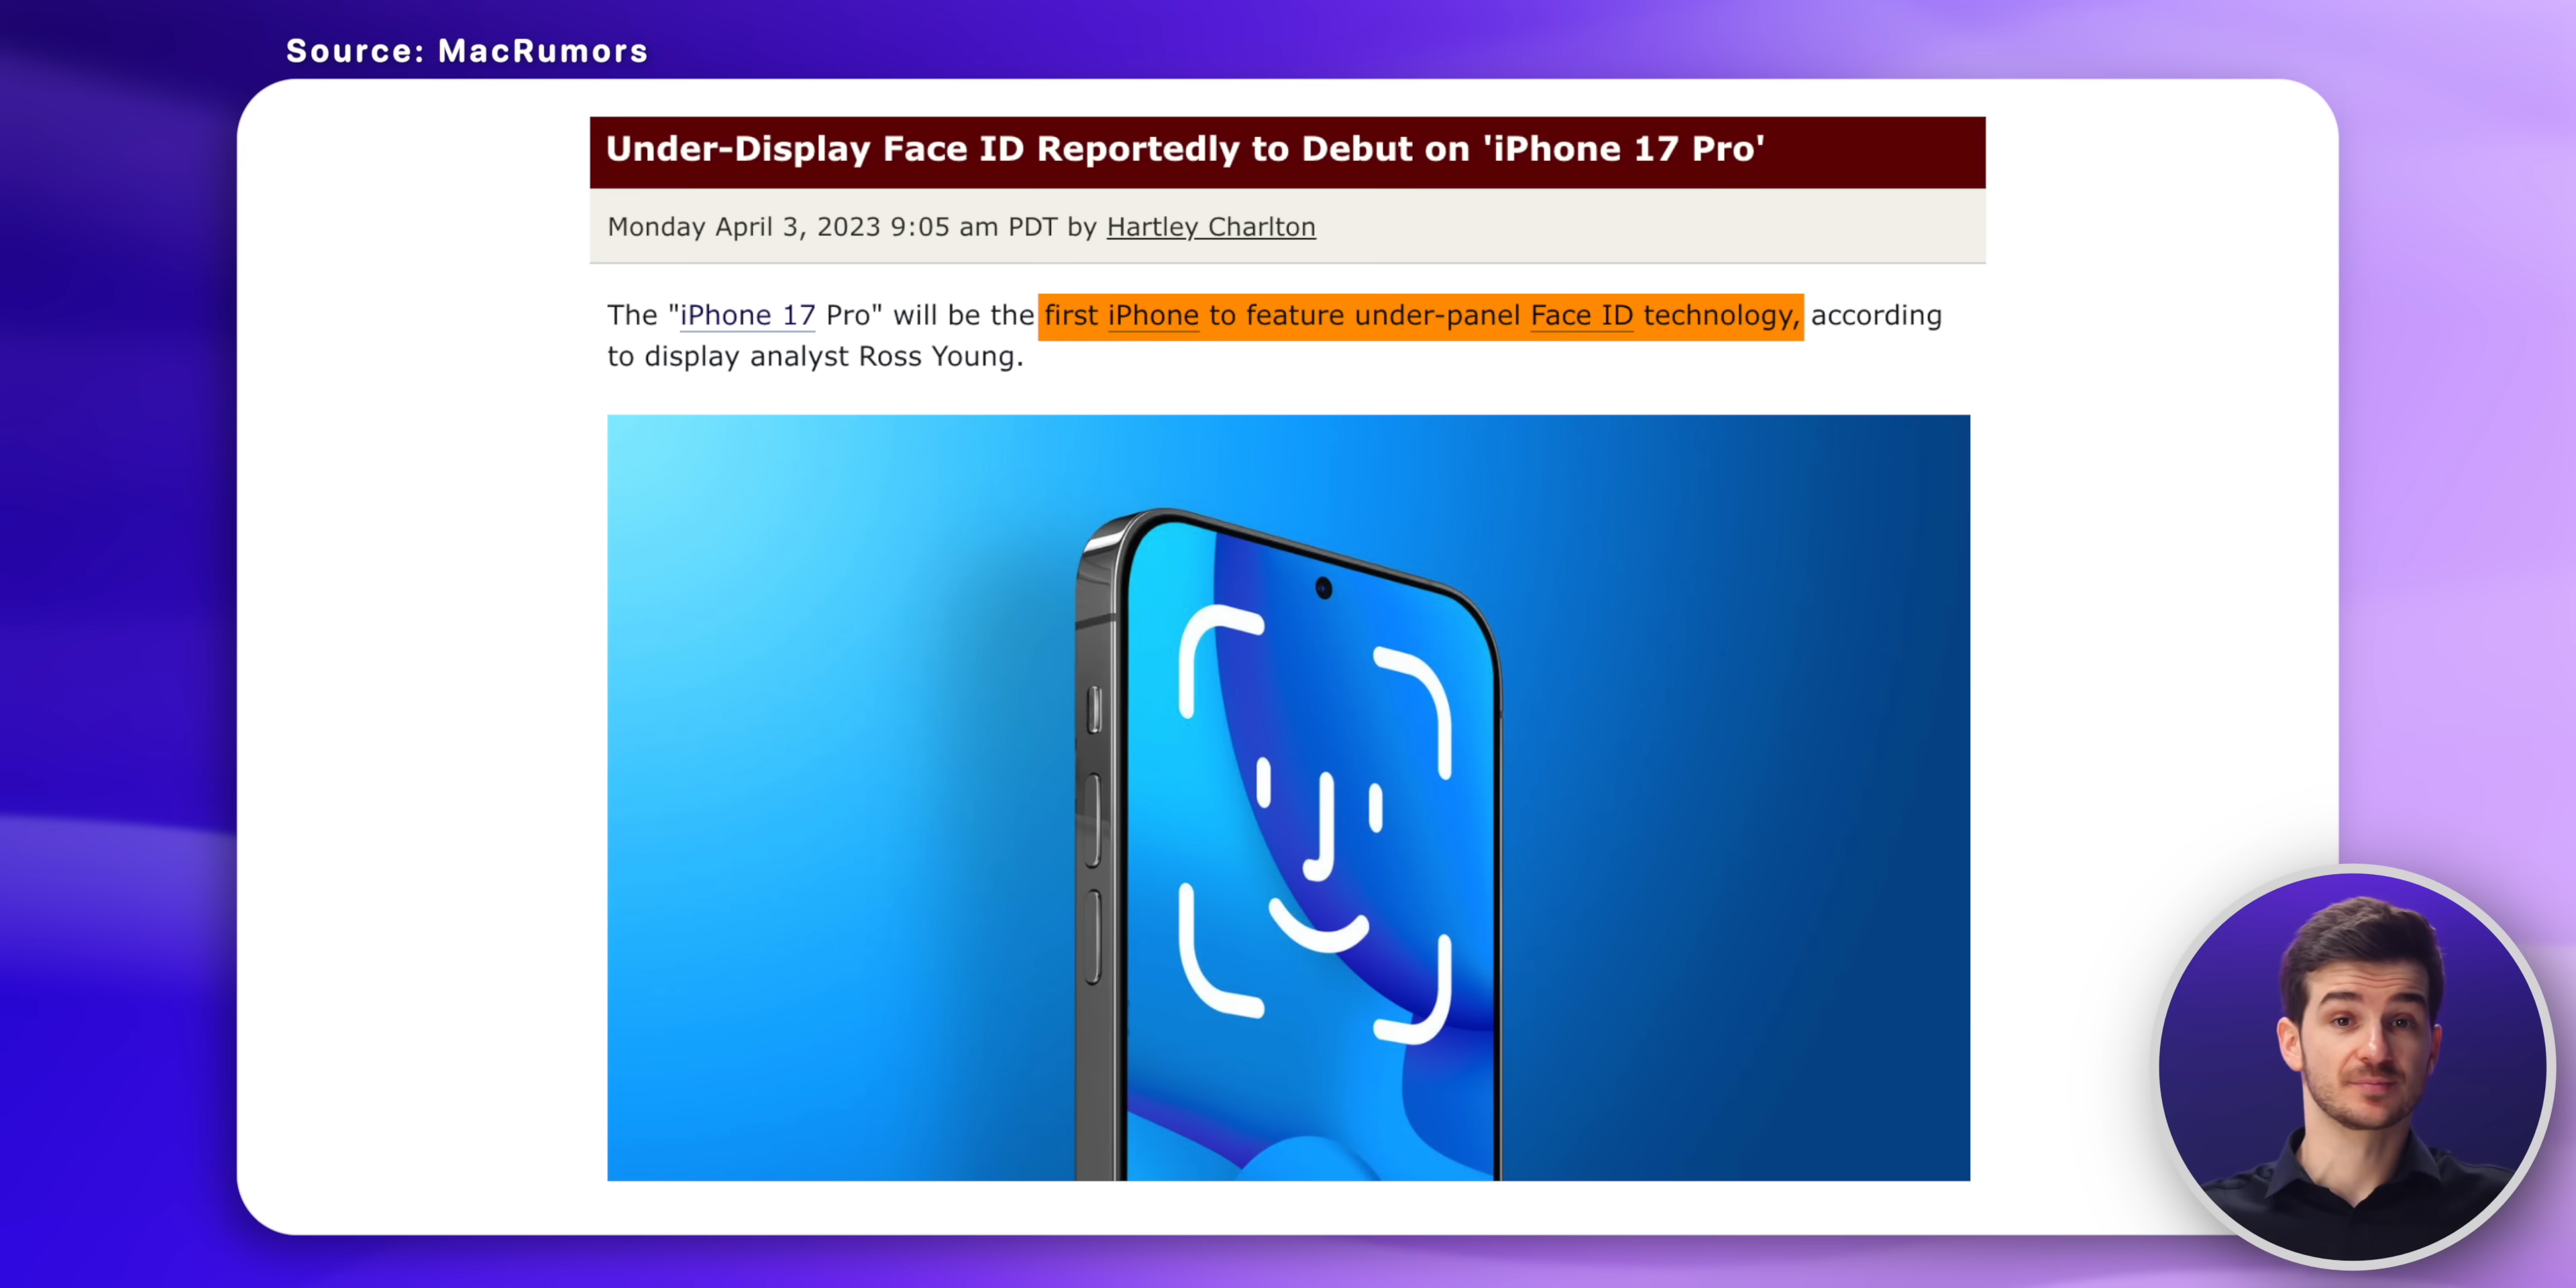 Source: MacRumors
Under-Display Face ID Reportedly to Debut on 'iPhone 17 Pro'
Monday April 3, 2023 9:05 am PDT by Hartley Charlton
The "iPhone 17 Pro" will be the first iPhone to feature under-panel Face ID technology, according
to display analyst Ross Young.